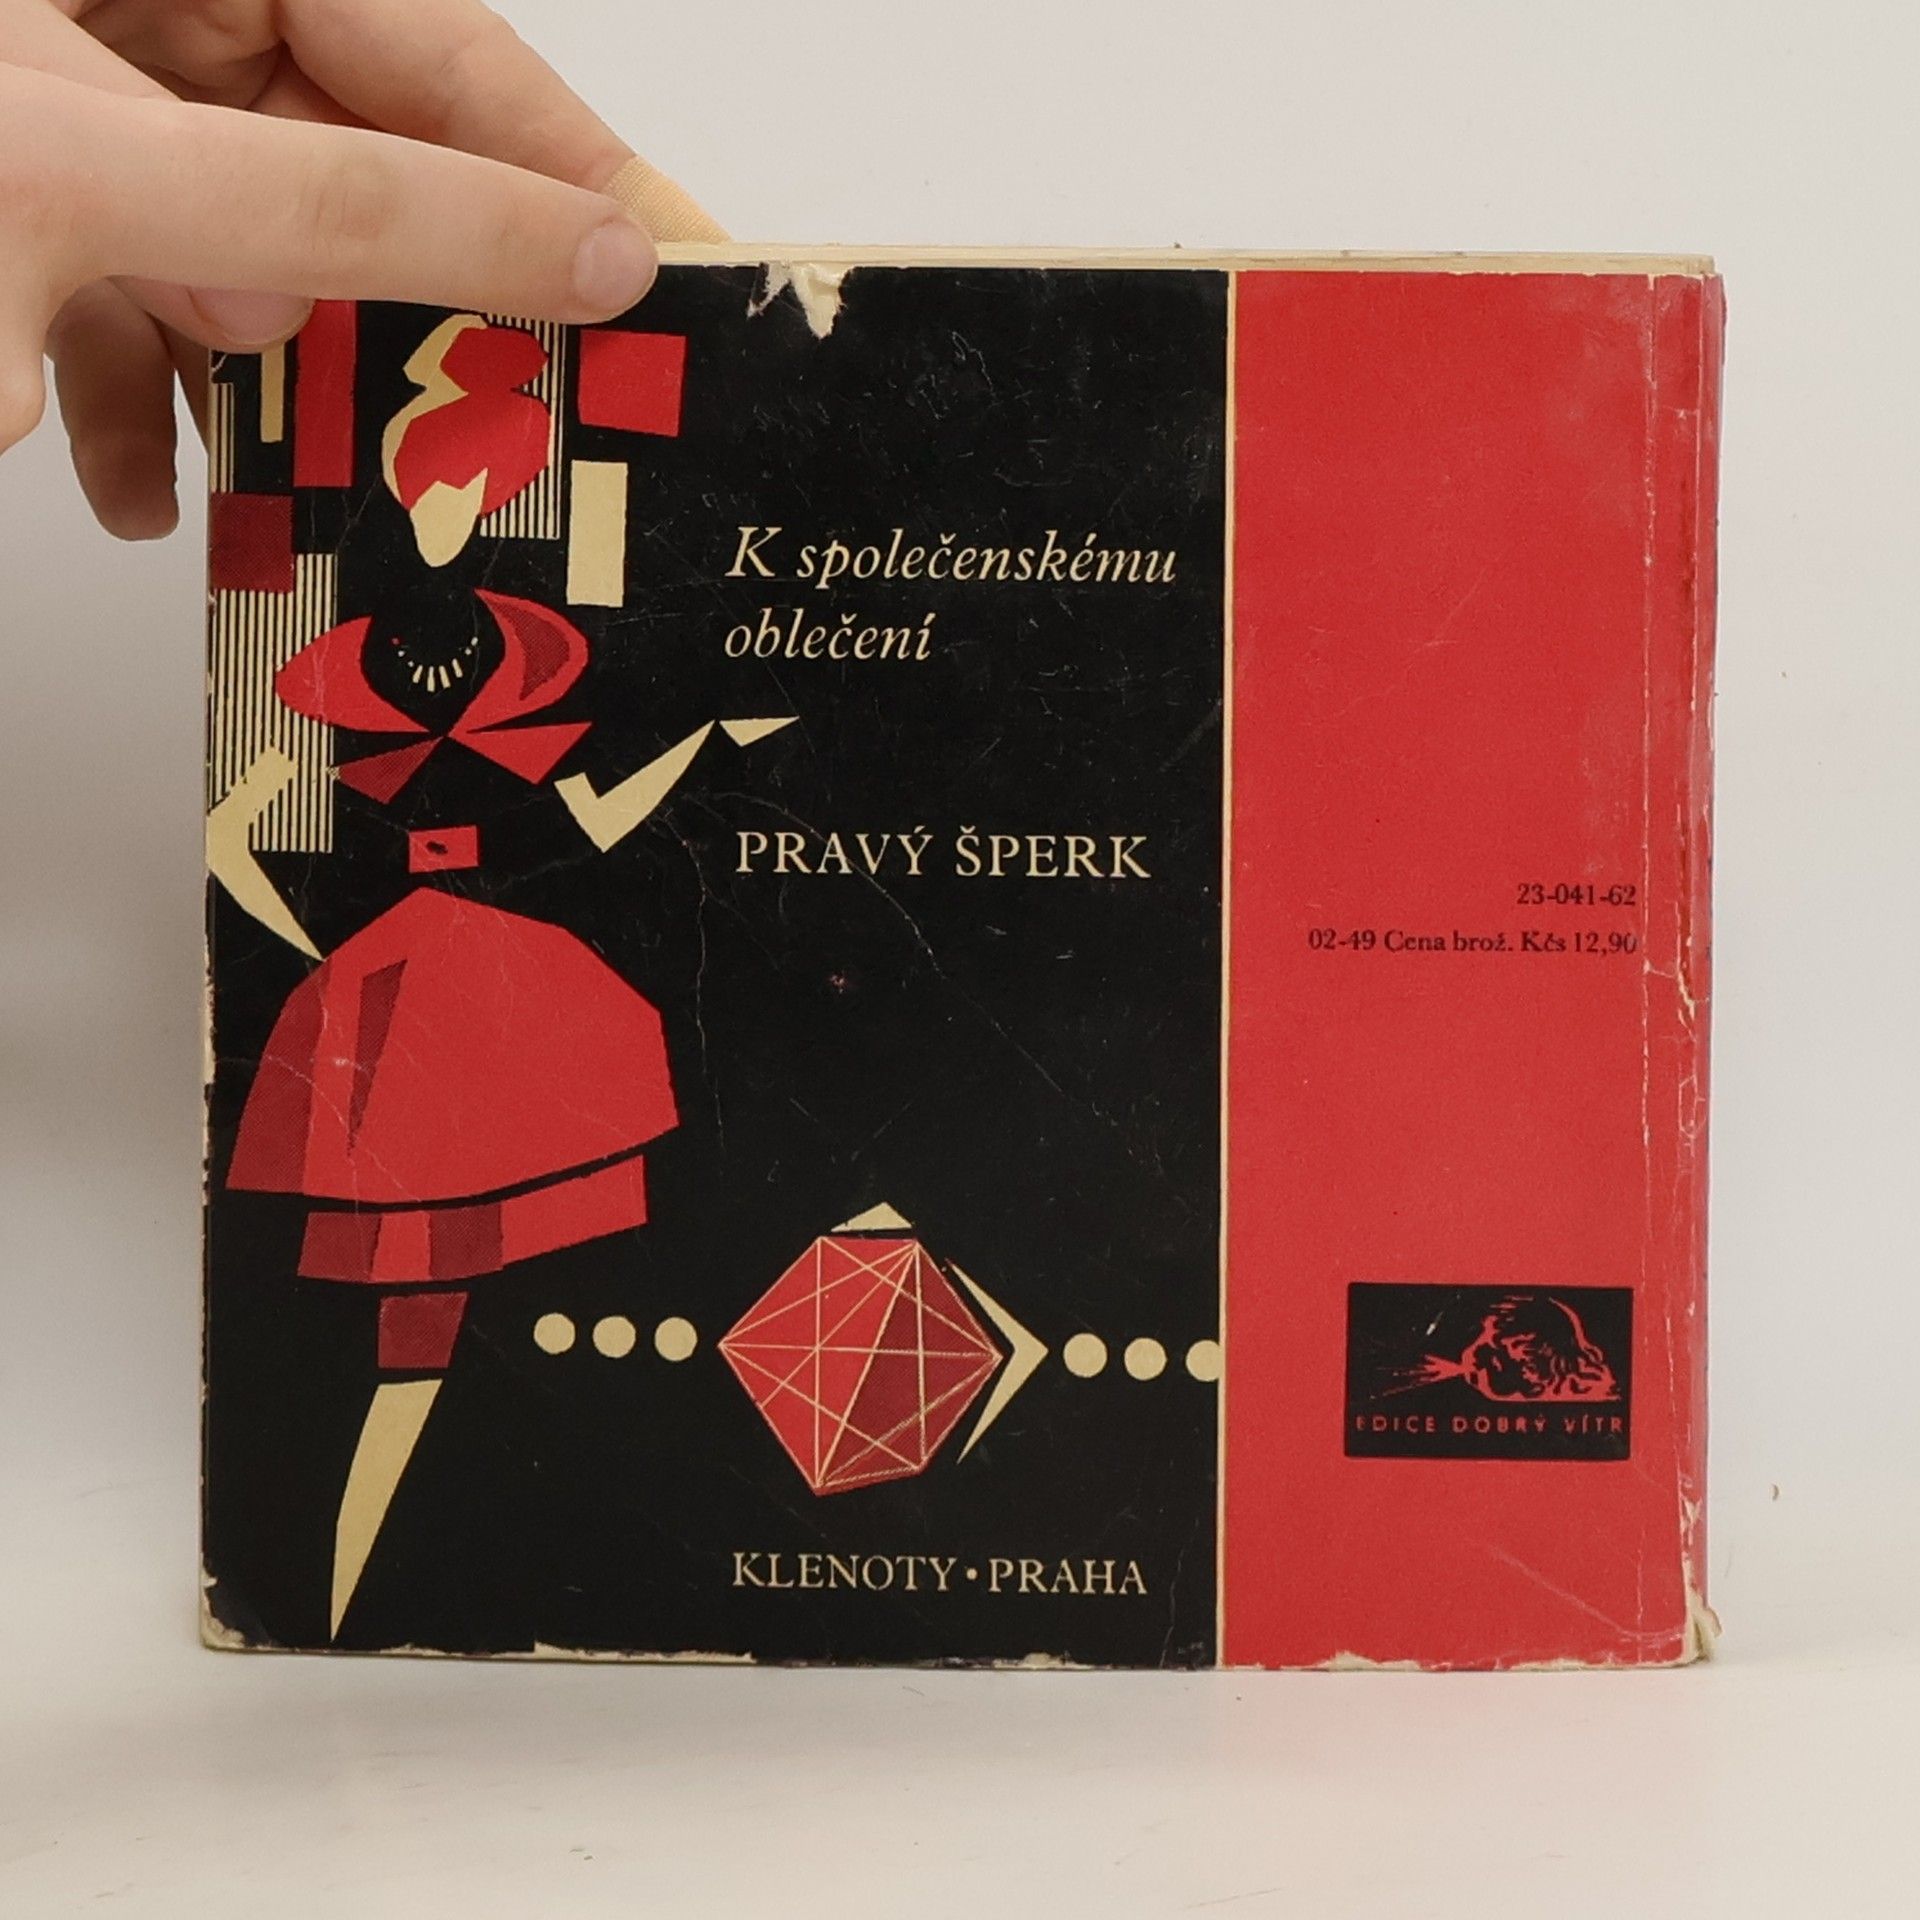 K společenskému
oblečení
PRAVÝ ŠPERK
23-041-62
02-49 Cena brož. Kčs 12,90
EDICE DOBRÝ VÍTR
KLENOTY • PRAHA